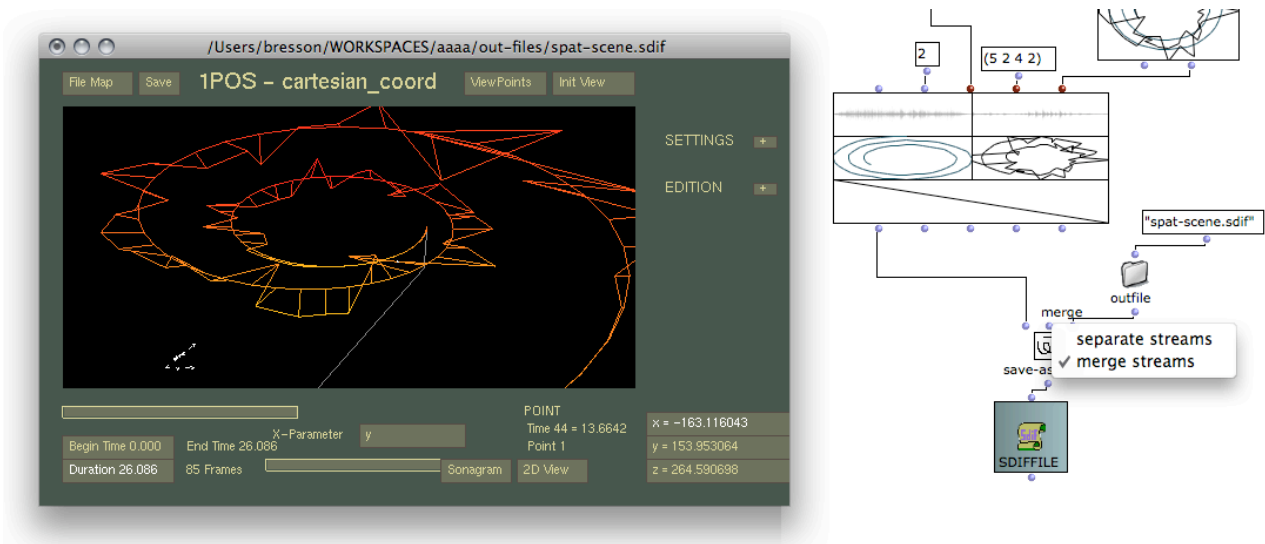 /Users/bresson/WORKSPACES/aaaa/out-files/spat-scene.sdif
File Map
Save
1POS - cartesian_coord
ViewPoints
Init View
SETTINGS +
EDITION +
Begin Time 0.000
End Time 26.086
X-Parameter
y
Duration 26.086
85 Frames
Sonagram
2D View
POINT
Time 44 = 13.6642
Point 1
x = -163.116043
y = 153.953064
z = 264.590698
2
(5 2 4 2)
"spat-scene.sdif"
outfile
merge
separate streams
✓ merge streams
save-as
Sdif
SDIFFILE